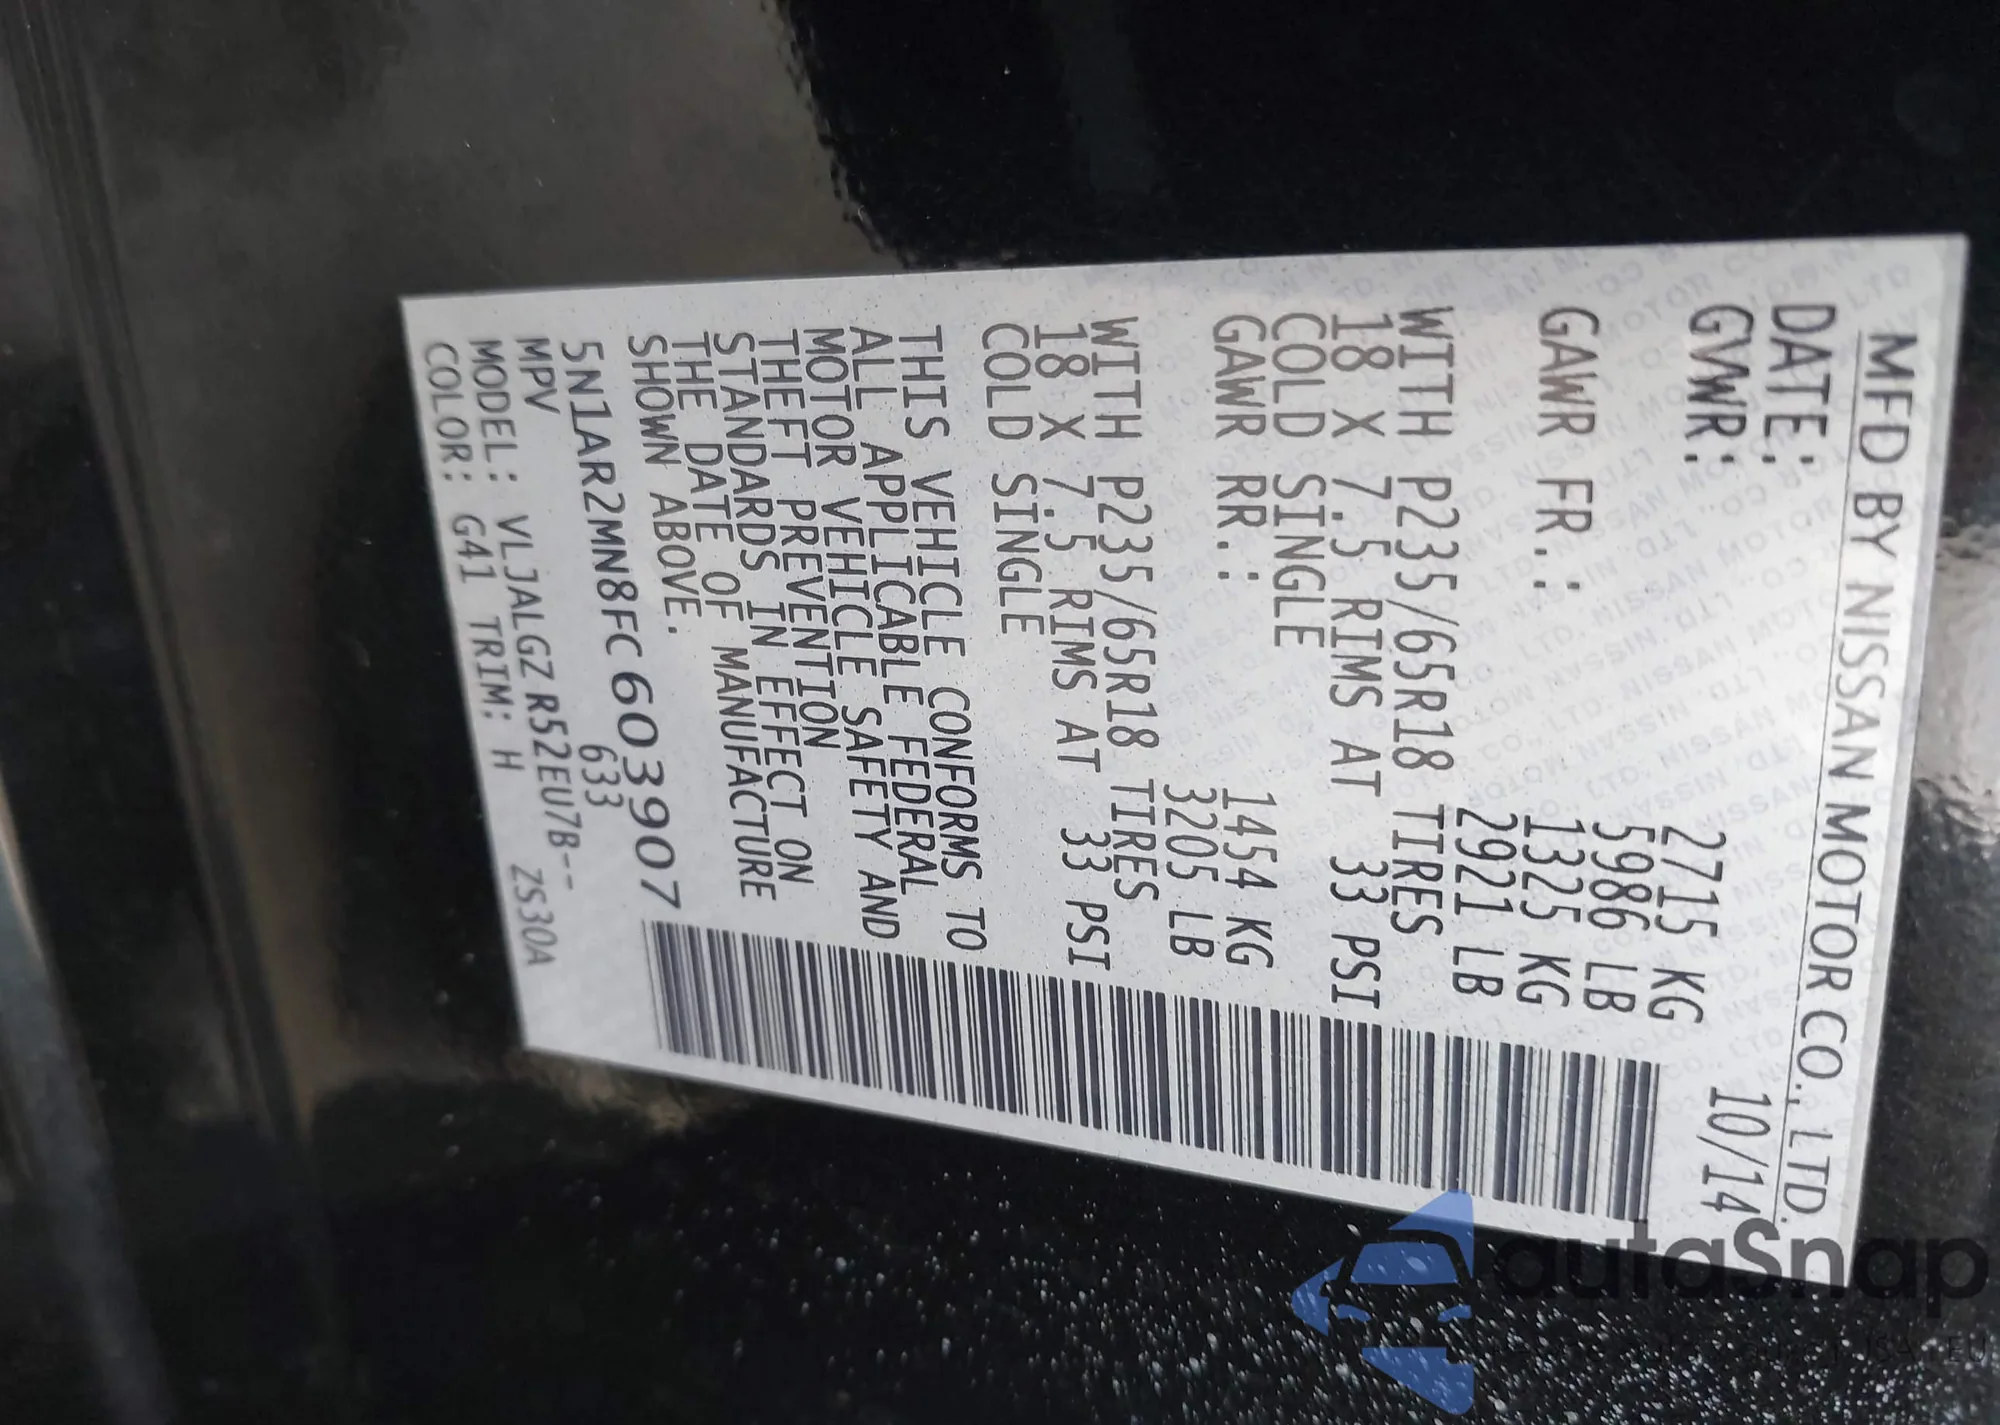 MFD BY NISSAN MOTOR CO., LTD.
DATE: 10/14
GVWR: 2715 KG
5986 LB
GAWR FR.: 1325 KG
2921 LB
WITH P235/65R18 TIRES
18 X 7.5 RIMS AT 33 PSI
COLD SINGLE
GAWR RR.: 1454 KG
3205 LB
WITH P235/65R18 TIRES
18 X 7.5 RIMS AT 33 PSI
COLD SINGLE
THIS VEHICLE CONFORMS TO
ALL APPLICABLE FEDERAL
MOTOR VEHICLE SAFETY AND
THEFT PREVENTION
STANDARDS IN EFFECT ON
THE DATE OF MANUFACTURE
SHOWN ABOVE.
5N1AR2MN8FC603907
MPV 633
MODEL: VLJALGZ R52EU7B-- ZS30A
COLOR: G41 TRIM: H
autaSnap